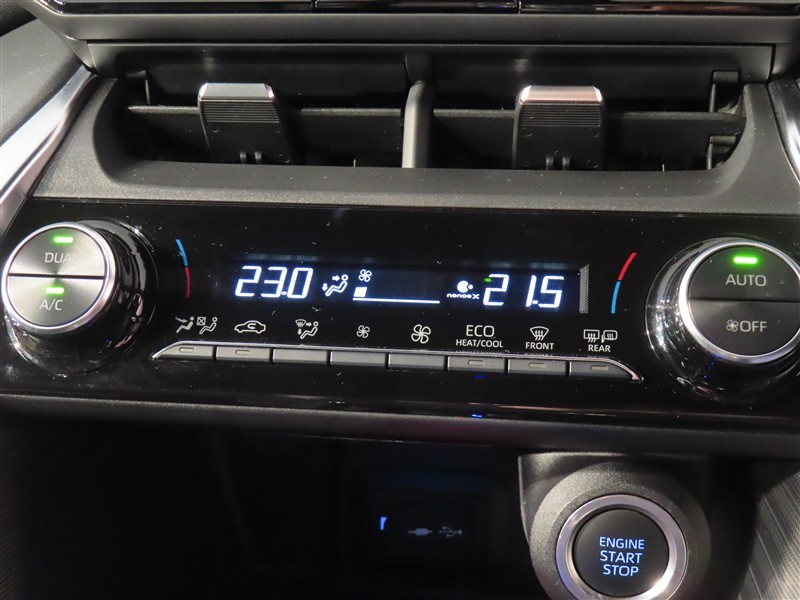 DUAL
A/C
23.0
nanoe X
21.5
AUTO
OFF
ECO
HEAT/COOL
FRONT
REAR
ENGINE
START
STOP